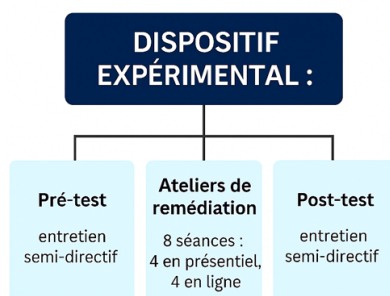 DISPOSITIF
EXPÉRIMENTAL :
Pré-test
entretien
semi-directif
Ateliers de
remédiation
8 séances :
4 en présentiel,
4 en ligne
Post-test
entretien
semi-directif